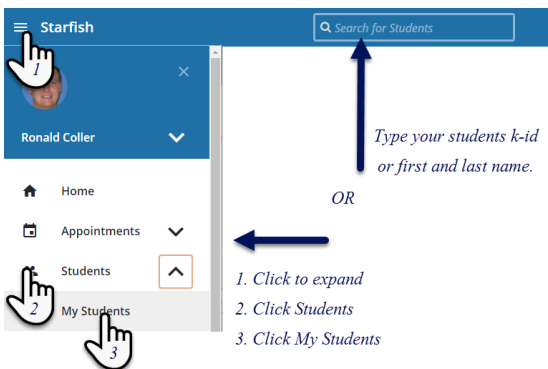 Starfish
Search for Students
1
Ronald Coller
Type your students k-id
or first and last name.
Home
OR
Appointments
Students
1. Click to expand
2. Click Students
3. Click My Students
2
My Students
3